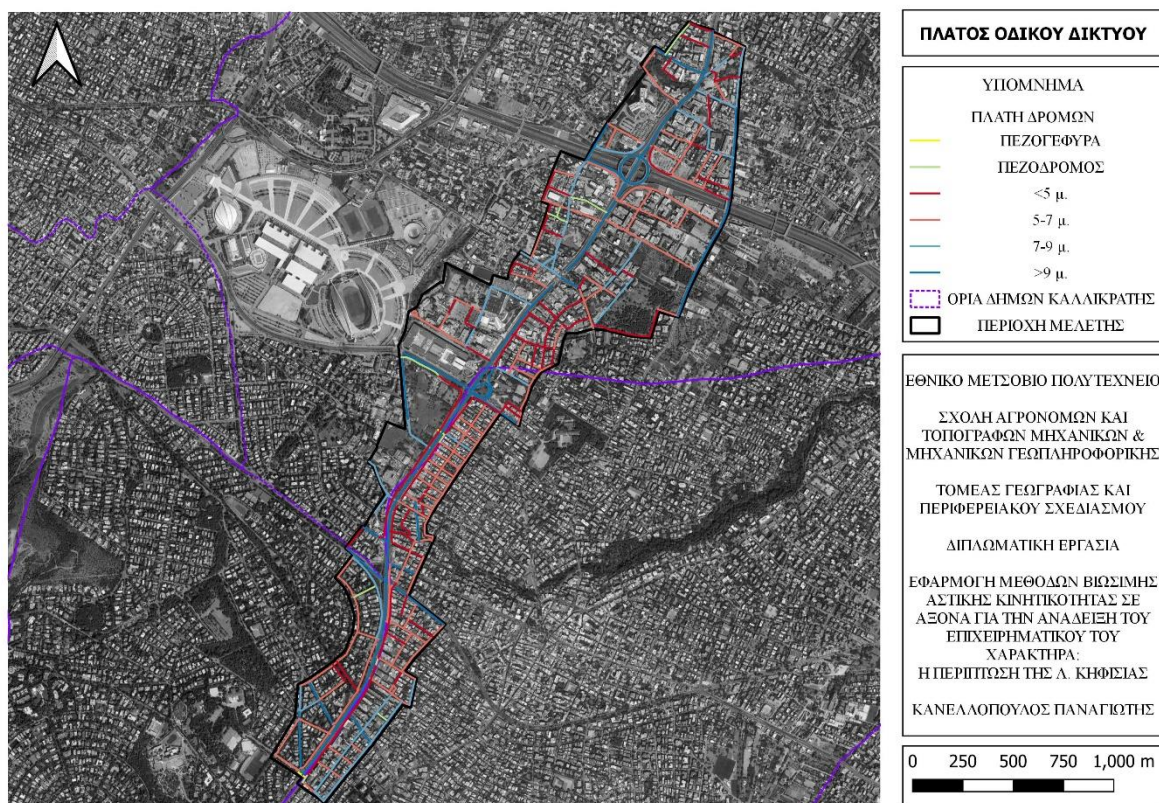 ΠΛΑΤΟΣ ΟΔΙΚΟΥ ΔΙΚΤΥΟΥ
ΥΠΟΜΝΗΜΑ
ΠΛΑΤΗ ΔΡΟΜΩΝ
ΠΕΖΟΓΕΦΥΡΑ
ΠΕΖΟΔΡΟΜΟΣ
<5 μ.
5-7 μ.
7-9 μ.
>9 μ.
ΟΡΙΑ ΔΗΜΩΝ ΚΑΛΛΙΚΡΑΤΗΣ
ΠΕΡΙΟΧΗ ΜΕΛΕΤΗΣ
ΕΘΝΙΚΟ ΜΕΤΣΟΒΙΟ ΠΟΛΥΤΕΧΝΕΙΟ
ΣΧΟΛΗ ΑΓΡΟΝΟΜΩΝ ΚΑΙ
ΤΟΠΟΓΡΑΦΩΝ ΜΗΧΑΝΙΚΩΝ &
ΜΗΧΑΝΙΚΩΝ ΓΕΩΠΛΗΡΟΦΟΡΙΚΗΣ
ΤΟΜΕΑΣ ΓΕΩΓΡΑΦΙΑΣ ΚΑΙ
ΠΕΡΙΦΕΡΕΙΑΚΟΥ ΣΧΕΔΙΑΣΜΟΥ
ΔΙΠΛΩΜΑΤΙΚΗ ΕΡΓΑΣΙΑ
ΕΦΑΡΜΟΓΗ ΜΕΘΟΔΩΝ ΒΙΩΣΙΜΗΣ
ΑΣΤΙΚΗΣ ΚΙΝΗΤΙΚΟΤΗΤΑΣ ΣΕ
ΑΞΟΝΑ ΓΙΑ ΤΗΝ ΑΝΑΔΕΙΞΗ ΤΟΥ
ΕΠΙΧΕΙΡΗΜΑΤΙΚΟΥ ΤΟΥ
ΧΑΡΑΚΤΗΡΑ:
Η ΠΕΡΙΠΤΩΣΗ ΤΗΣ Λ. ΚΗΦΙΣΙΑΣ
ΚΑΝΕΛΛΟΠΟΥΛΟΣ ΠΑΝΑΓΙΩΤΗΣ
0 250 500 750 1,000 m